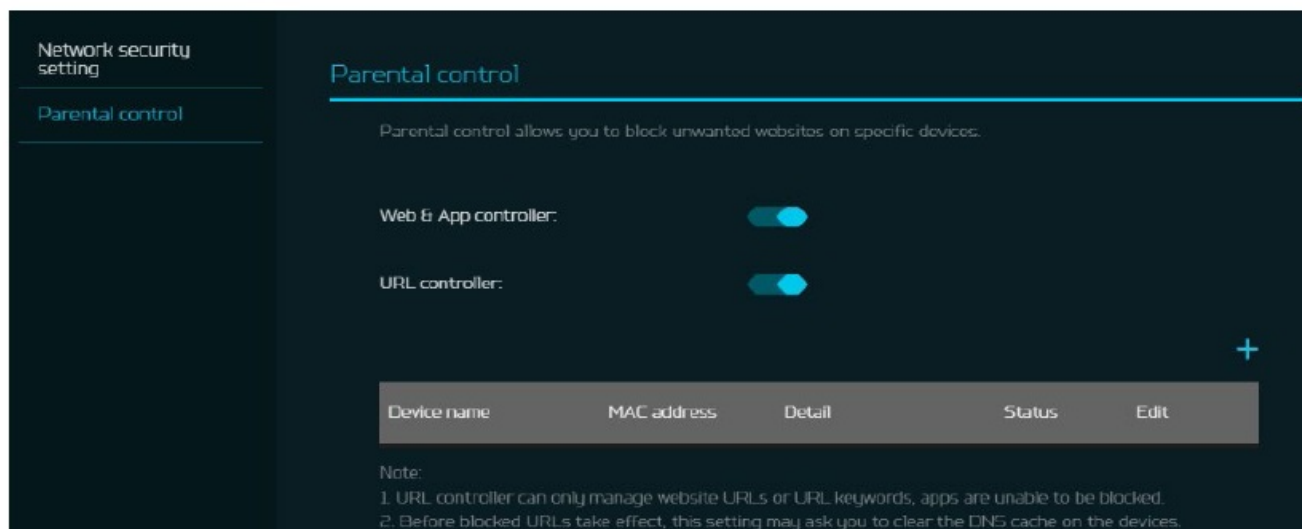 Network security
setting
Parental control
Parental control
Parental control allows you to block unwanted websites on specific devices.
Web & App controller:
URL controller:
+
Device name MAC address Detail Status Edit
Note:
1. URL controller can only manage website URLs or URL keywords, apps are unable to be blocked.
2. Before blocked URLs take effect, this setting may ask you to clear the DNS cache on the devices.